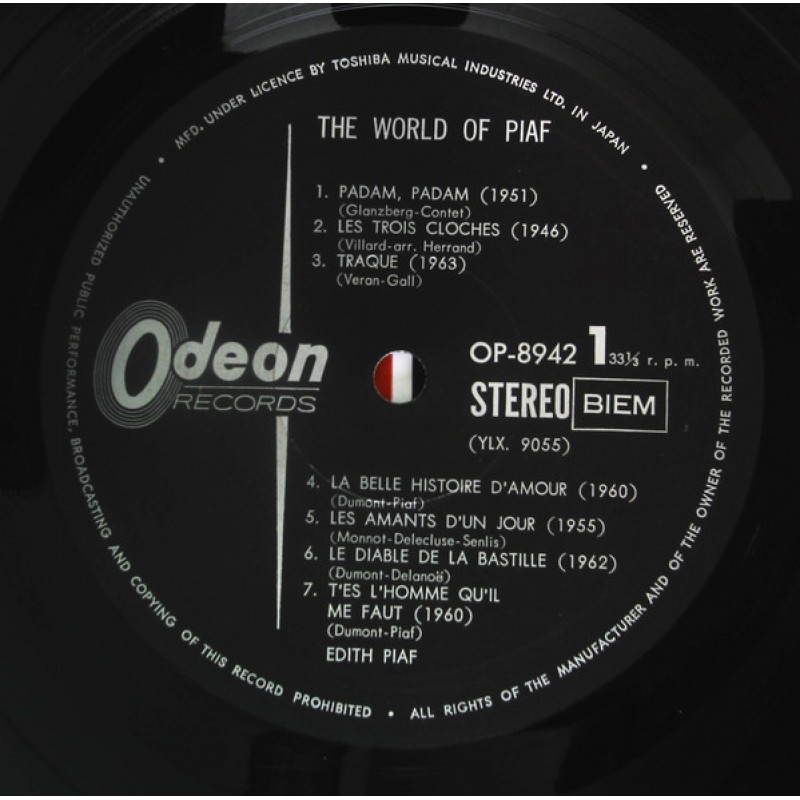 MFD. UNDER LICENCE BY TOSHIBA MUSICAL INDUSTRIES LTD. IN JAPAN •
THE WORLD OF PIAF
1. PADAM, PADAM (1951)
(Glanzberg-Contet)
2. LES TROIS CLOCHES (1946)
(Villard-arr. Herrand)
3. TRAQUE (1963)
(Veran-Gall)
Odeon
RECORDS
OP-8942 1 33⅓ r. p. m.
STEREO BIEM
(YLX. 9055)
4. LA BELLE HISTOIRE D'AMOUR (1960)
(Dumont-Piaf)
5. LES AMANTS D'UN JOUR (1955)
(Monnot-Delecluse-Senlis)
6. LE DIABLE DE LA BASTILLE (1962)
(Dumont-Delanoë)
7. T'ES L'HOMME QU'IL
ME FAUT (1960)
(Dumont-Piaf)
EDITH PIAF
ALL RIGHTS OF THE MANUFACTURER AND OF THE OWNER OF THE RECORDED WORK ARE RESERVED
UNAUTHORIZED PUBLIC PERFORMANCE, BROADCASTING AND COPYING OF THIS RECORD PROHIBITED •